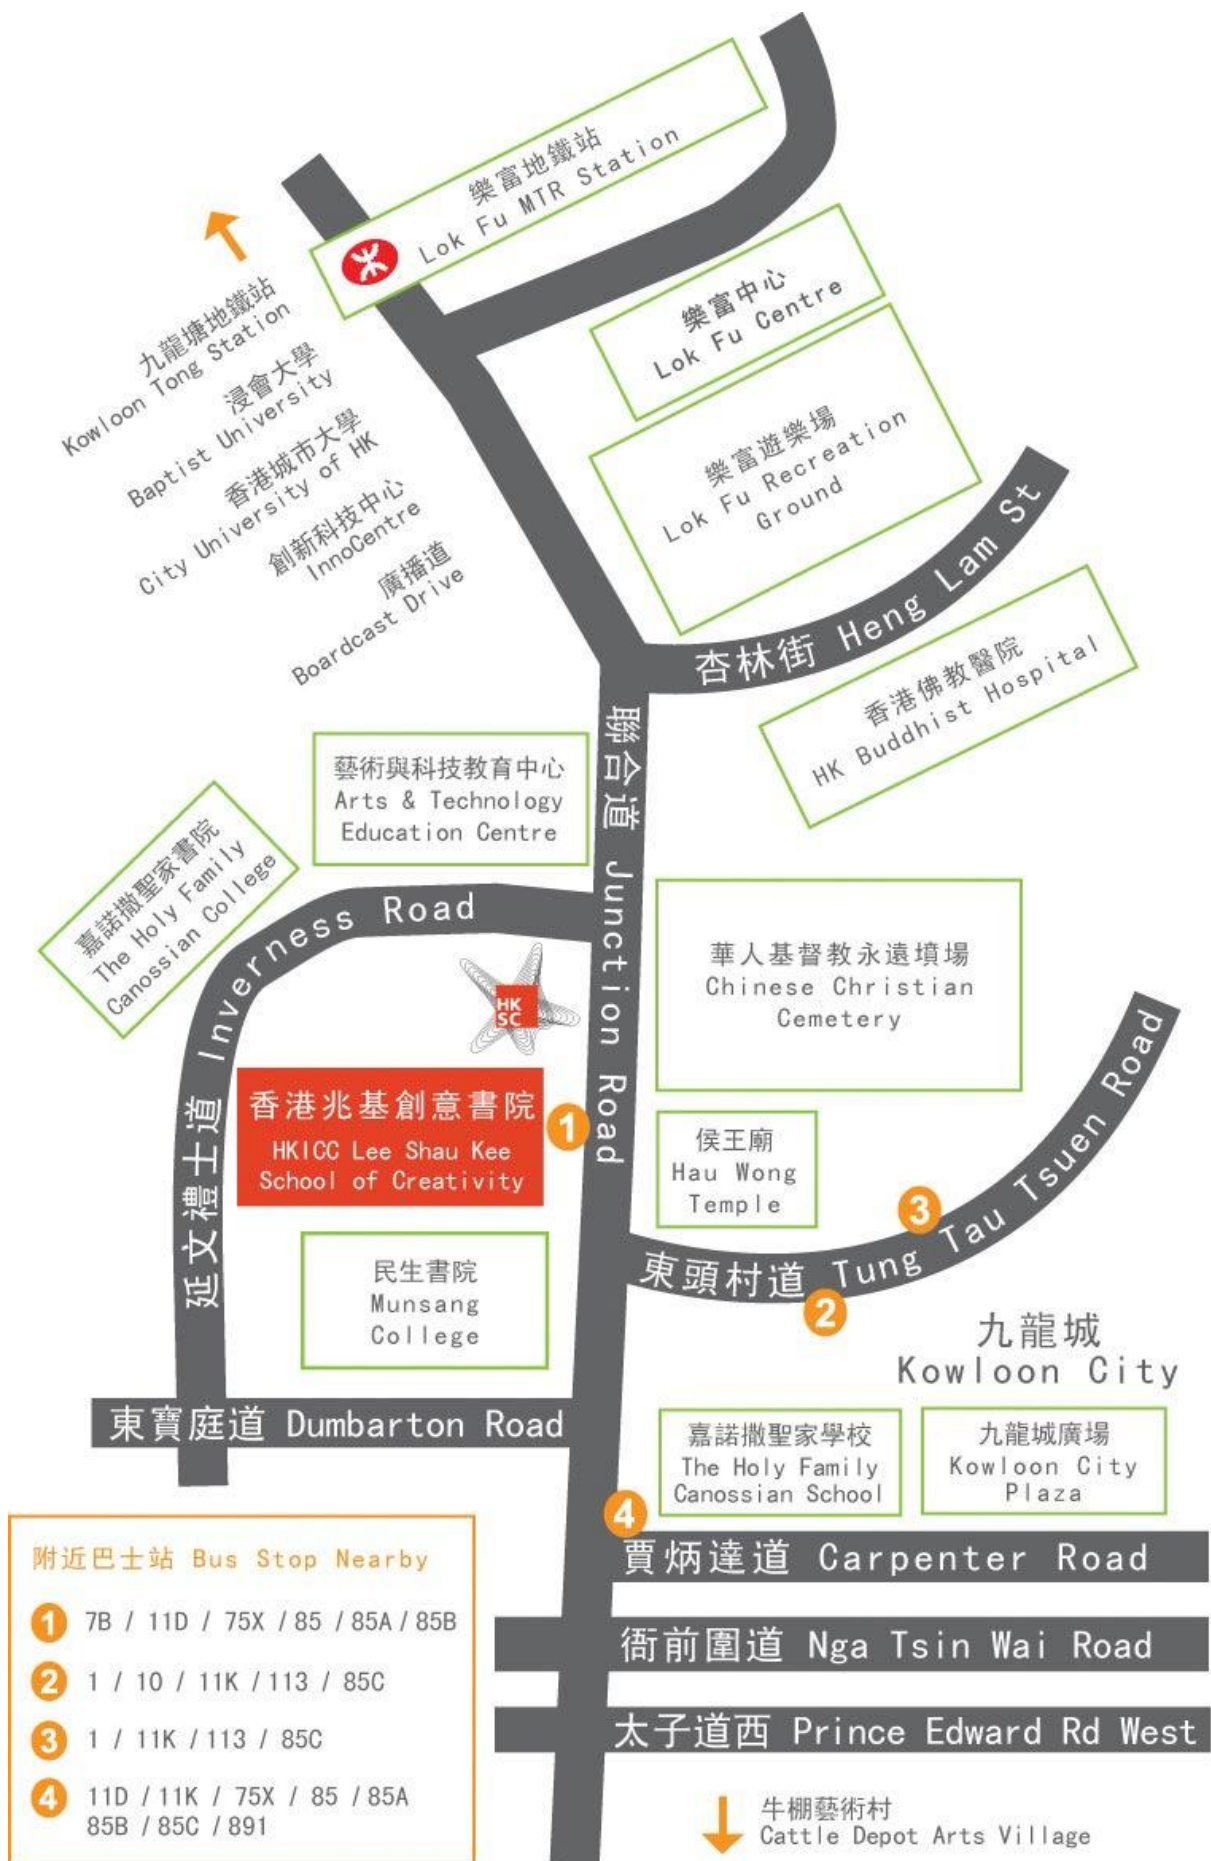 樂富地鐵站
Lok Fu MTR Station
九龍塘地鐵站
Kowloon Tong Station
浸會大學
Baptist University
香港城市大學
City University of HK
創新科技中心
InnoCentre
廣播道
Boardcast Drive
樂富中心
Lok Fu Centre
樂富遊樂場
Lok Fu Recreation
Ground
杏林街 Heng Lam St
香港佛教醫院
HK Buddhist Hospital
聯合道 Junction Road
藝術與科技教育中心
Arts & Technology
Education Centre
嘉諾撒聖家書院
The Holy Family
Canossian College
延文禮士道 Inverness Road
華人基督教永遠墳場
Chinese Christian
Cemetery
HK
SC
香港兆基創意書院
HKICC Lee Shau Kee
School of Creativity
1
侯王廟
Hau Wong
Temple
3
東頭村道 Tung Tau Tsuen Road
2
民生書院
Munsang
College
九龍城
Kowloon City
東寶庭道 Dumbarton Road
嘉諾撒聖家學校
The Holy Family
Canossian School
九龍城廣場
Kowloon City
Plaza
4
賈炳達道 Carpenter Road
衙前圍道 Nga Tsin Wai Road
太子道西 Prince Edward Rd West
牛棚藝術村
Cattle Depot Arts Village
附近巴士站 Bus Stop Nearby
1 7B / 11D / 75X / 85 / 85A / 85B
2 1 / 10 / 11K / 113 / 85C
3 1 / 11K / 113 / 85C
4 11D / 11K / 75X / 85 / 85A
85B / 85C / 891